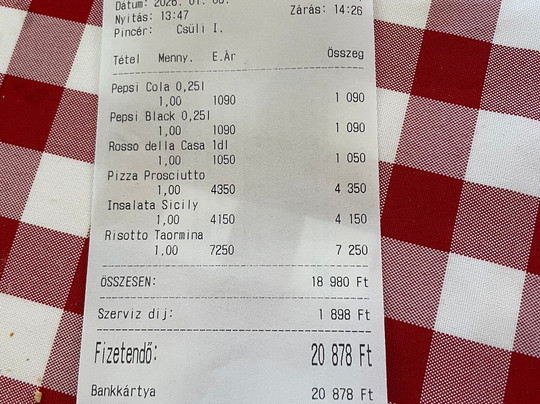 Dátum: 2026. 01. 06.
Nyitás: 13:47 Zárás: 14:26
Pincér: Csüli I.
Tétel Menny. E.Ár Összeg
Pepsi Cola 0,25l
1,00 1090 1 090
Pepsi Black 0,25l
1,00 1090 1 090
Rosso della Casa 1dl
1,00 1050 1 050
Pizza Prosciutto
1,00 4350 4 350
Insalata Sicily
1,00 4150 4 150
Risotto Taormina
1,00 7250 7 250
ÖSSZESEN: 18 980 Ft
Szerviz díj: 1 898 Ft
Fizetendő: 20 878 Ft
Bankkártya 20 878 Ft